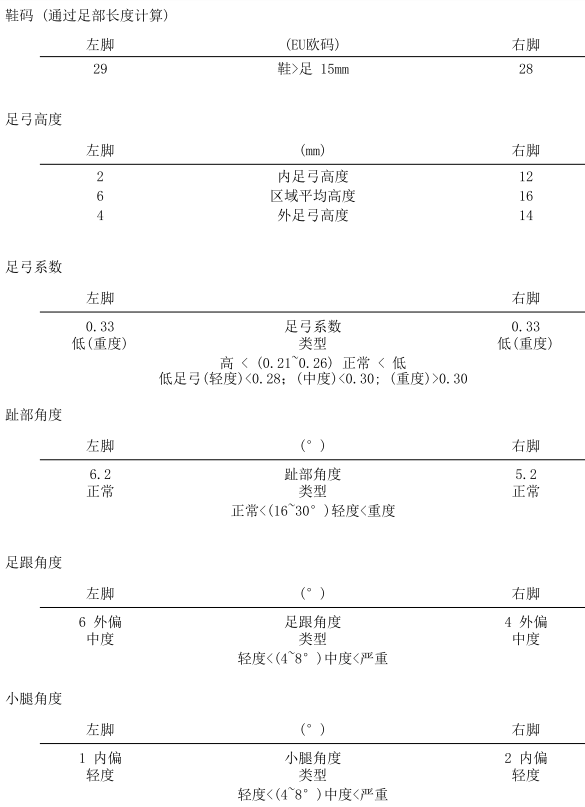 鞋码 (通过足部长度计算)
左脚 (EU欧码) 右脚
29 鞋>足 15mm 28
足弓高度
左脚 (mm) 右脚
2 内足弓高度 12
6 区域平均高度 16
4 外足弓高度 14
足弓系数
左脚 右脚
0.33 足弓系数 0.33
低(重度) 类型 低(重度)
高 < (0.21~0.26) 正常 < 低
低足弓(轻度)<0.28; (中度)<0.30; (重度)>0.30
趾部角度
左脚 (° ) 右脚
6.2 趾部角度 5.2
正常 类型 正常
正常<(16~30° )轻度<重度
足跟角度
左脚 (° ) 右脚
6 外偏 足跟角度 4 外偏
中度 类型 中度
轻度<(4~8° )中度<严重
小腿角度
左脚 (° ) 右脚
1 内偏 小腿角度 2 内偏
轻度 类型 轻度
轻度<(4~8° )中度<严重